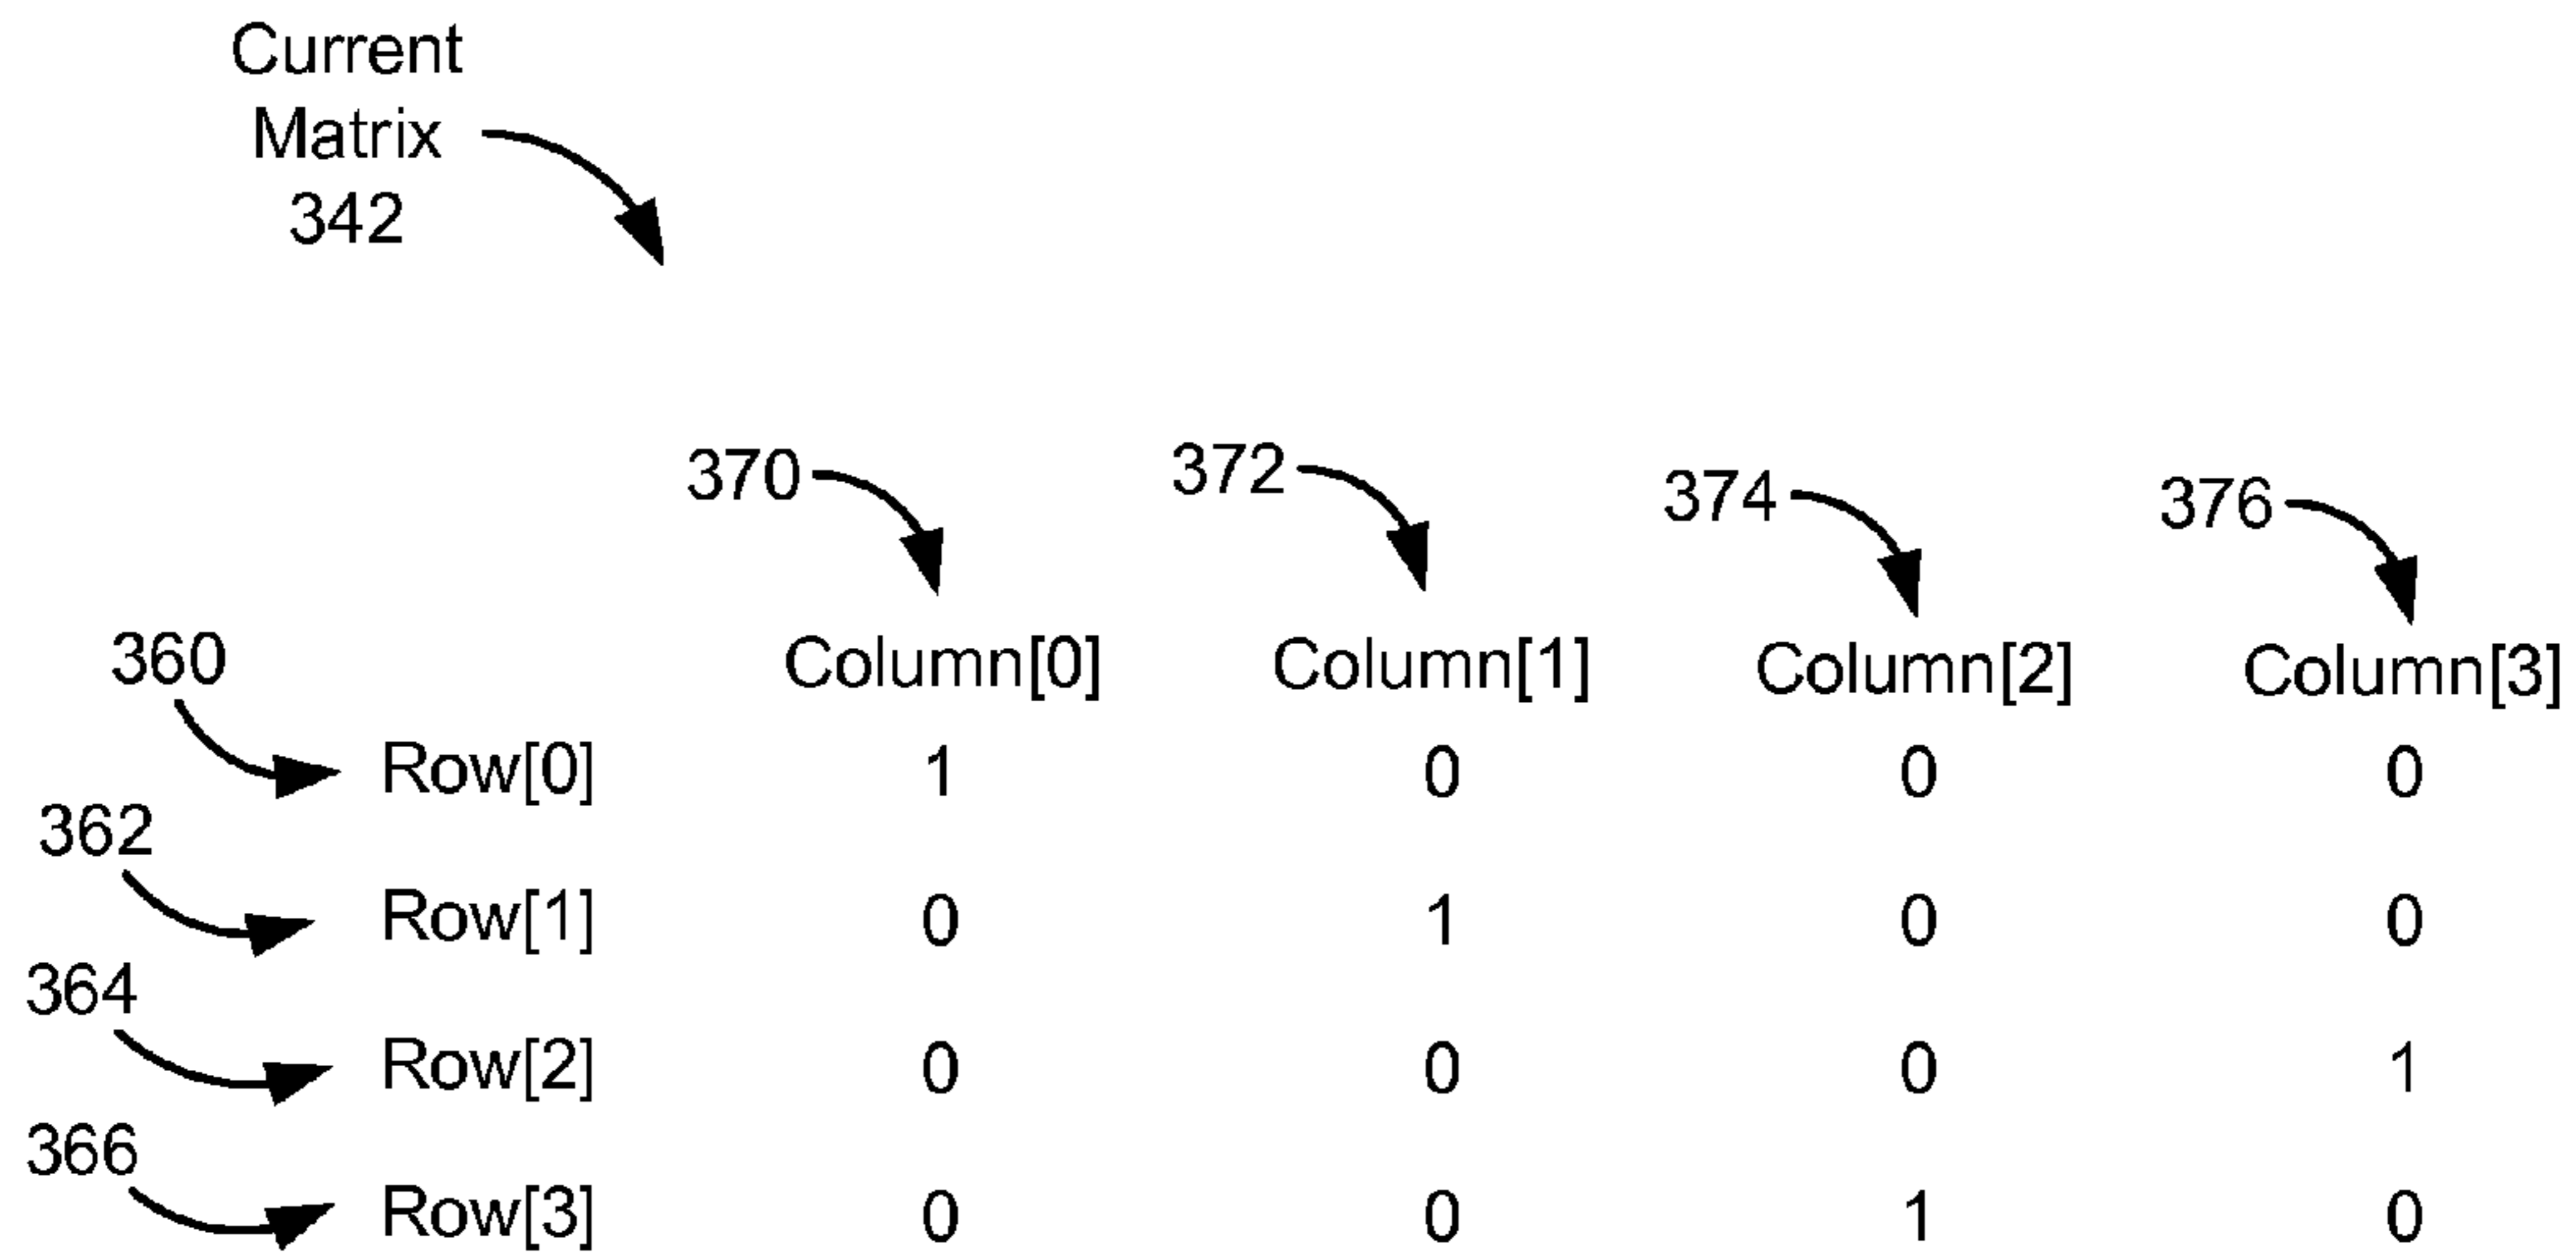 Current
Matrix
342
370 372 374 376
360 Column[0] Column[1] Column[2] Column[3]
Row[0] 1 0 0 0
362
Row[1] 0 1 0 0
364
Row[2] 0 0 0 1
366
Row[3] 0 0 1 0